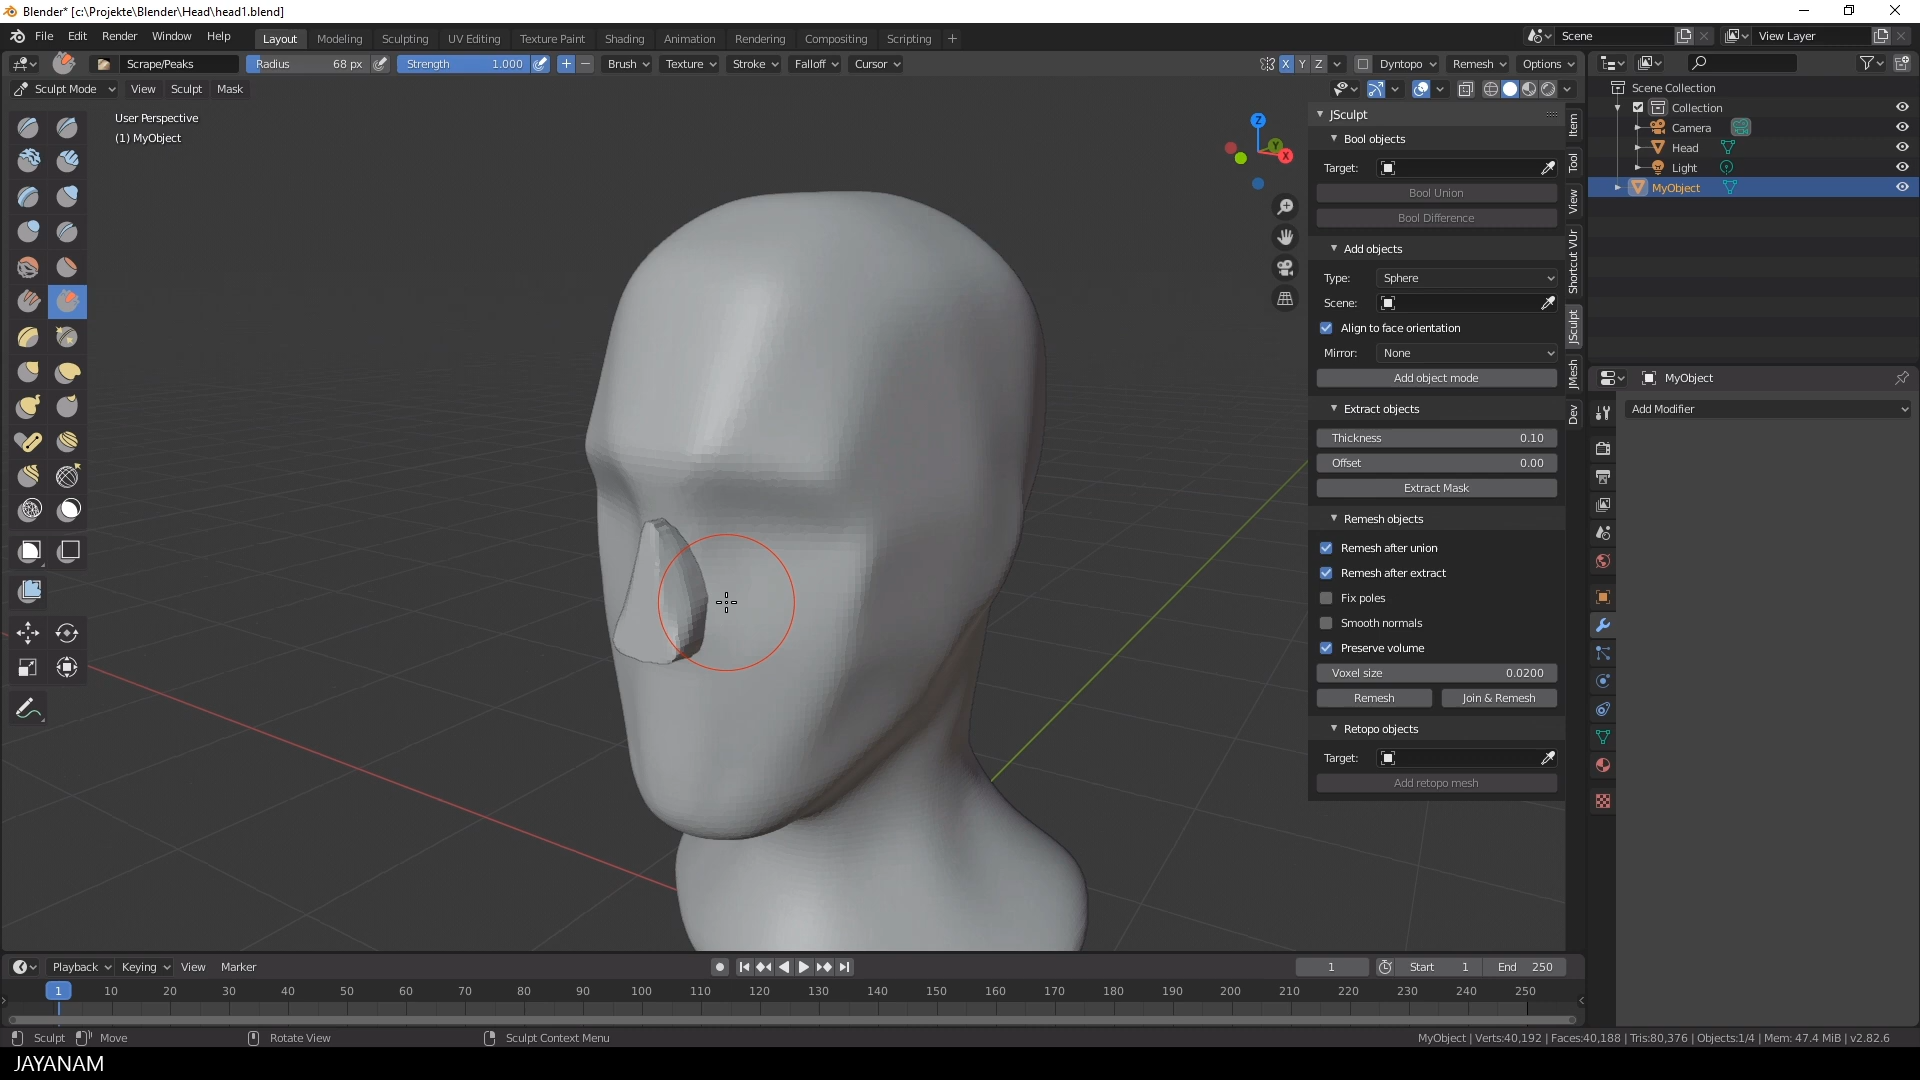 Blender* [c:\Projekte\Blender\Head\head1.blend]
File Edit Render Window Help Layout Modeling Sculpting UV Editing Texture Paint Shading Animation Rendering Compositing Scripting + Scene View Layer
Scrape/Peaks Radius 68 px Strength 1.000 + − Brush Texture Stroke Falloff Cursor X Y Z Dyntopo Remesh Options
Sculpt Mode View Sculpt Mask
User Perspective
(1) MyObject
Z
Y
X
JSculpt
Bool objects
Target:
Bool Union
Bool Difference
Add objects
Type: Sphere
Scene:
Align to face orientation
Mirror: None
Add object mode
Extract objects
Thickness 0.10
Offset 0.00
Extract Mask
Remesh objects
Remesh after union
Remesh after extract
Fix poles
Smooth normals
Preserve volume
Voxel size 0.0200
Remesh Join & Remesh
Retopo objects
Target:
Add retopo mesh
Item
Tool
View
Shortcut VUr
JSculpt
JMesh
Dev
Scene Collection
Collection
Camera
Head
Light
MyObject
MyObject
Add Modifier
Playback Keying View Marker 1 Start 1 End 250
1 10 20 30 40 50 60 70 80 90 100 110 120 130 140 150 160 170 180 190 200 210 220 230 240 250
Sculpt Move Rotate View Sculpt Context Menu MyObject | Verts:40,192 | Faces:40,188 | Tris:80,376 | Objects:1/4 | Mem: 47.4 MiB | v2.82.6
JAYANAM